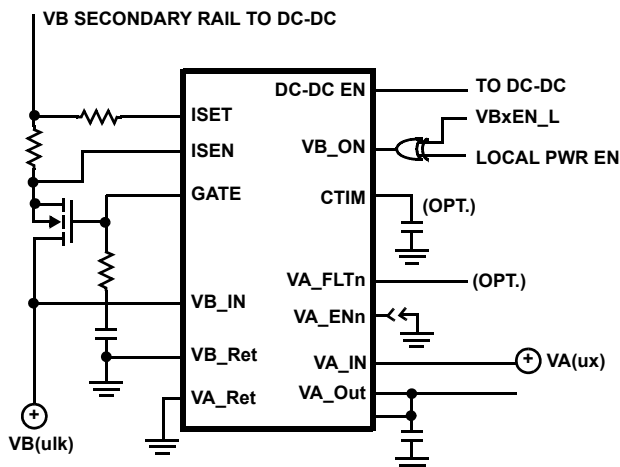 VB SECONDARY RAIL TO DC-DC
DC-DC EN
TO DC-DC
ISET
VBxEN_L
ISEN
VB_ON
LOCAL PWR EN
GATE
CTIM
(OPT.)
VA_FLTn
(OPT.)
VB_IN
VA_ENn
VB_Ret
VA_IN
+ VA(ux)
VA_Ret
VA_Out
+
VB(ulk)